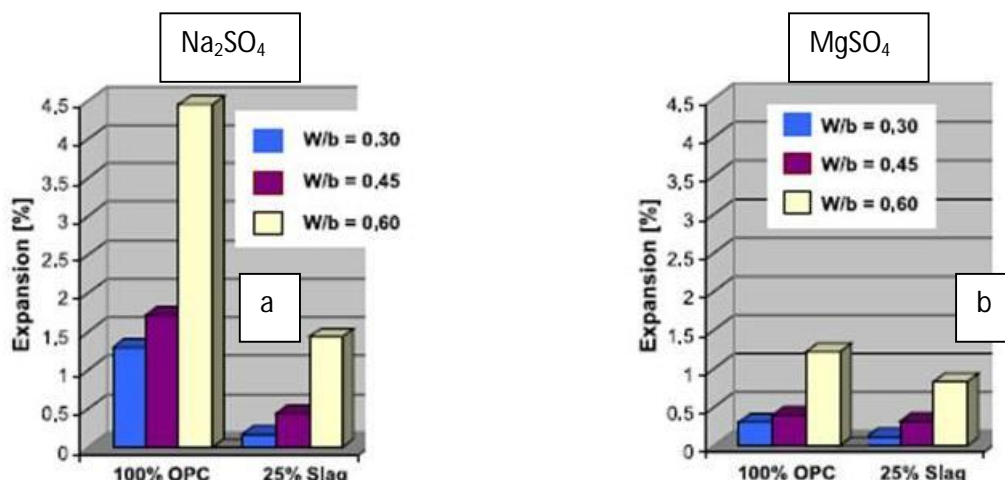 Na₂SO₄
4.5
4
3.5
3
2.5
2
1.5
1
0.5
0
Expansion [%]
W/b = 0.30
W/b = 0,45
W/b = 0,60
a
100% OPC
25% Slag
MgSO₄
4,5
4
3,5
3
2,5
2
1,5
1
0,5
0
Expansion [%]
W/b = 0,30
W/b = 0,45
W/b = 0,60
b
100% OPC
25% Slag